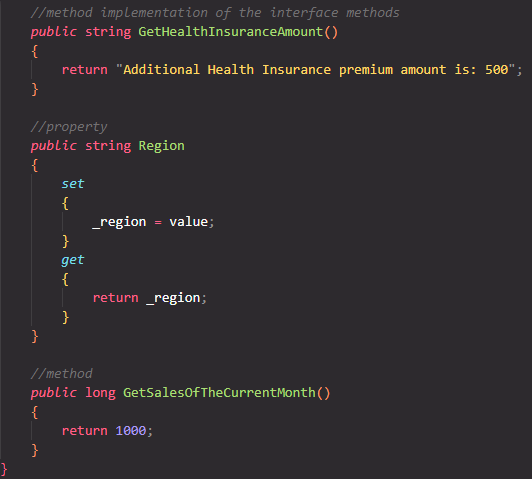 //method implementation of the interface methods
public string GetHealthInsuranceAmount()
{
return "Additional Health Insurance premium amount is: 500";
}
//property
public string Region
{
set
{
_region = value;
}
get
{
return _region;
}
}
//method
public long GetSalesOfTheCurrentMonth()
{
return 1000;
}
}